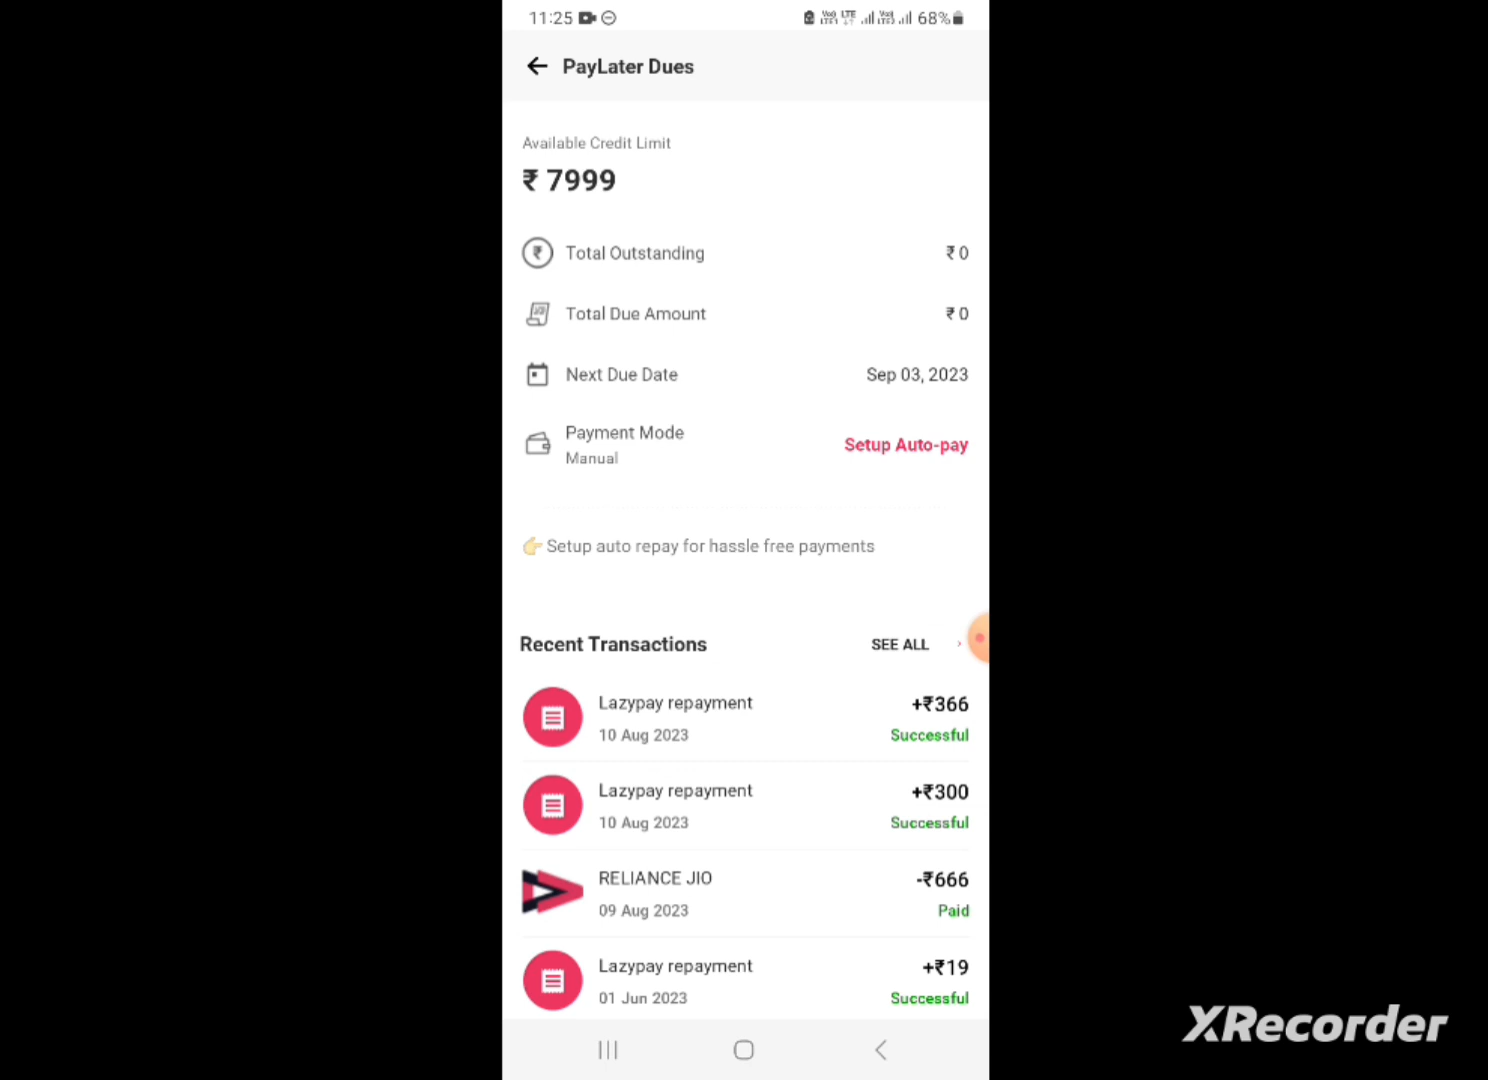 11:25 68%
PayLater Dues
Available Credit Limit
₹ 7999
Total Outstanding ₹ 0
Total Due Amount ₹ 0
Next Due Date Sep 03, 2023
Payment Mode
Manual
Setup Auto-pay
👉 Setup auto repay for hassle free payments
Recent Transactions SEE ALL ›
Lazypay repayment +₹366
10 Aug 2023 Successful
Lazypay repayment +₹300
10 Aug 2023 Successful
RELIANCE JIO -₹666
09 Aug 2023 Paid
Lazypay repayment +₹19
01 Jun 2023 Successful
XRecorder